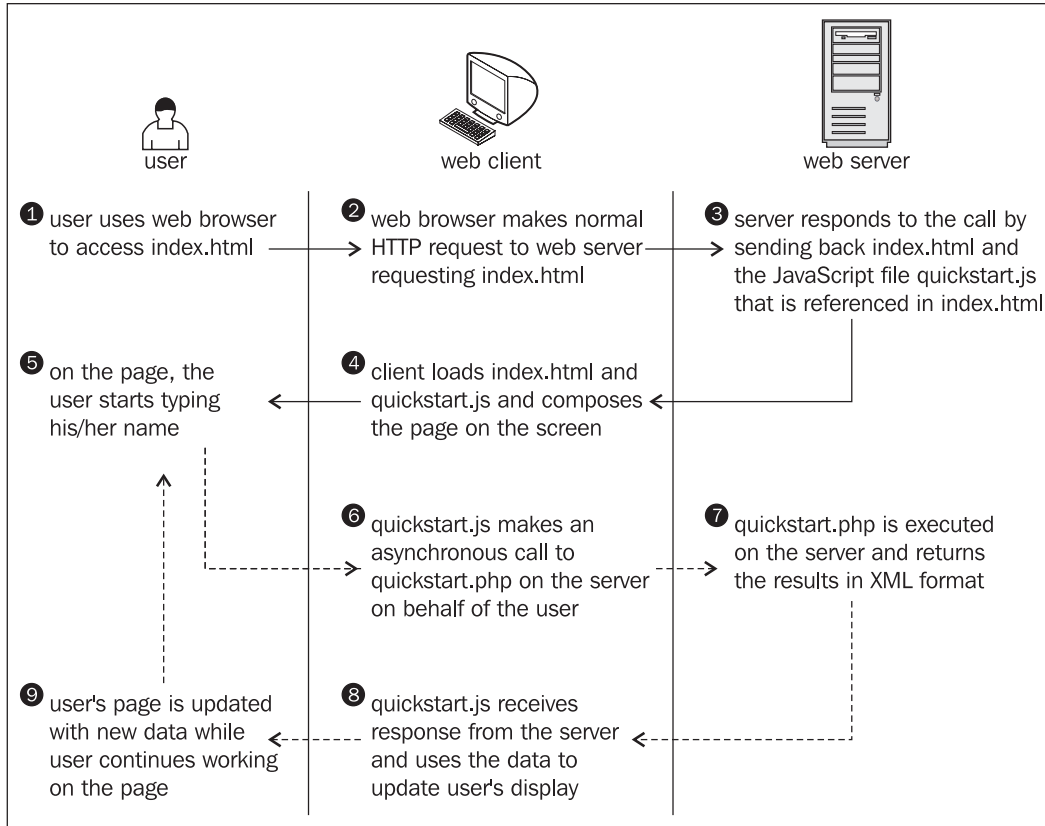 user
web client
web server
1 user uses web browser
to access index.html
2 web browser makes normal
HTTP request to web server
requesting index.html
3 server responds to the call by
sending back index.html and
the JavaScript file quickstart.js
that is referenced in index.html
4 client loads index.html and
quickstart.js and composes
the page on the screen
5 on the page, the
user starts typing
his/her name
6 quickstart.js makes an
asynchronous call to
quickstart.php on the server
on behalf of the user
7 quickstart.php is executed
on the server and returns
the results in XML format
8 quickstart.js receives
response from the server
and uses the data to
update user's display
9 user's page is updated
with new data while
user continues working
on the page